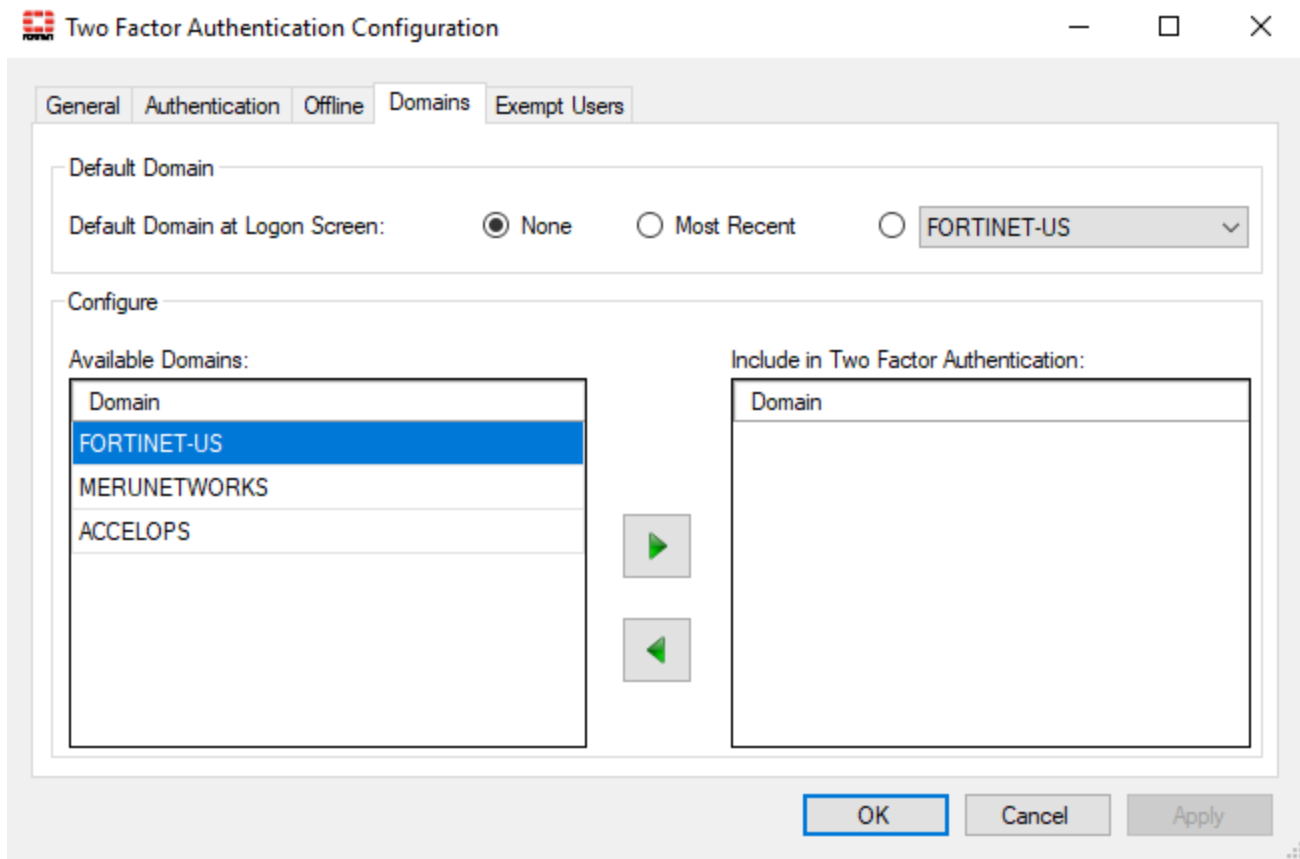 Two Factor Authentication Configuration
General Authentication Offline Domains Exempt Users
Default Domain
Default Domain at Logon Screen: None Most Recent FORTINET-US
Configure
Available Domains: Include in Two Factor Authentication:
Domain Domain
FORTINET-US
MERUNETWORKS
ACCELOPS
OK Cancel Apply